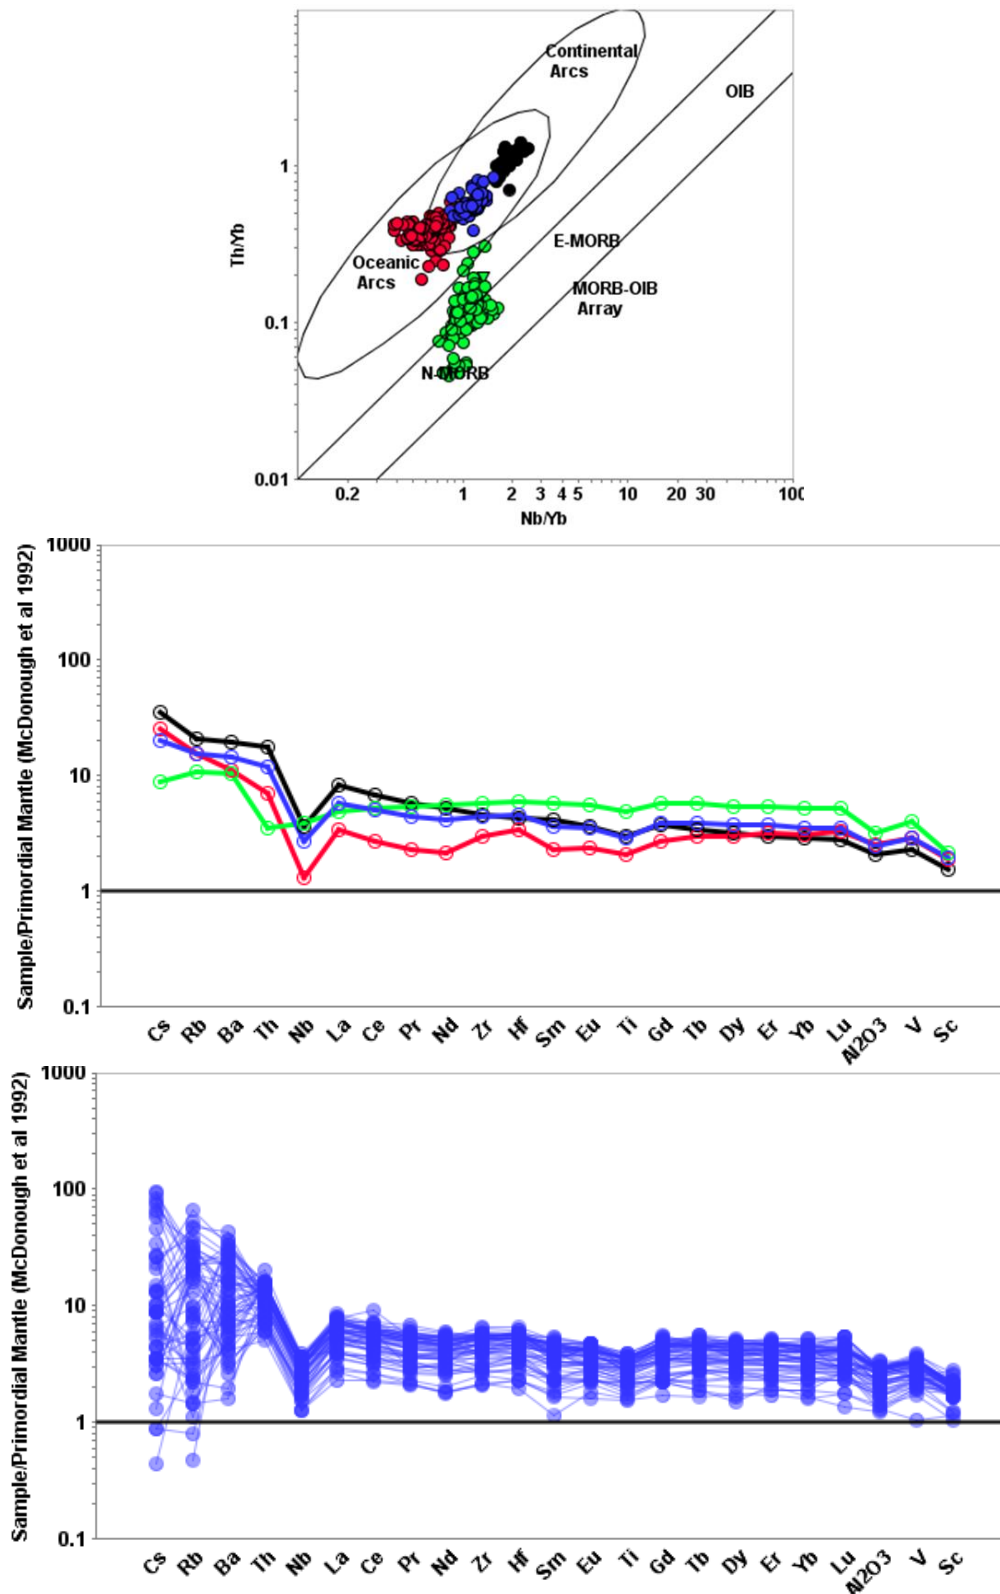 Continental
Arcs
OIB
1
Th/Yb
E-MORB
Oceanic
Arcs
MORB-OIB
Array
0.1
N-MORB
0.01
0.2 1 2 3 4 5 10 20 30 100
Nb/Yb
Sample/Primordial Mantle (McDonough et al 1992)
1000
100
10
1
0.1
Cs Rb Ba Th Nb La Ce Pr Nd Zr Hf Sm Eu Ti Gd Tb Dy Er Yb Lu Al2O3 V Sc
Sample/Primordial Mantle (McDonough et al 1992)
1000
100
10
1
0.1
Cs Rb Ba Th Nb La Ce Pr Nd Zr Hf Sm Eu Ti Gd Tb Dy Er Yb Lu Al2O3 V Sc